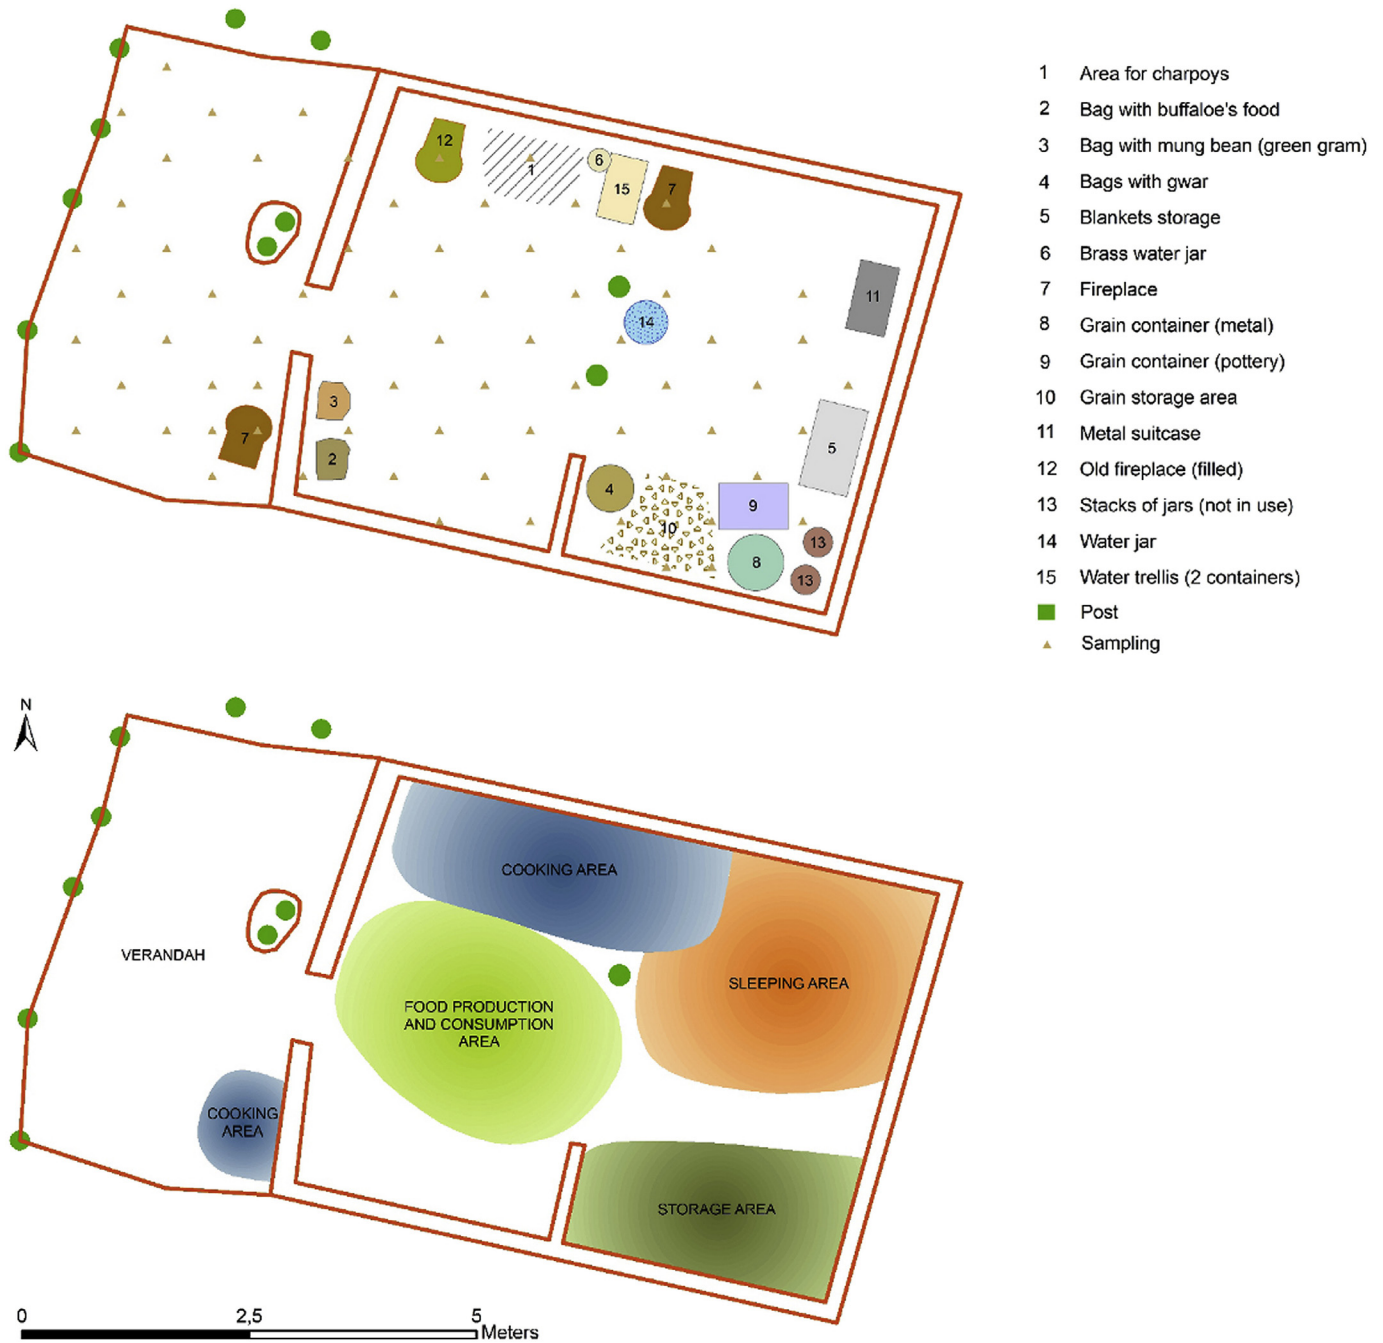 12
1
6
15
7
11
14
3
2
7
5
4
9
10
13
8
13
1 Area for charpoys
2 Bag with buffaloe's food
3 Bag with mung bean (green gram)
4 Bags with gwar
5 Blankets storage
6 Brass water jar
7 Fireplace
8 Grain container (metal)
9 Grain container (pottery)
10 Grain storage area
11 Metal suitcase
12 Old fireplace (filled)
13 Stacks of jars (not in use)
14 Water jar
15 Water trellis (2 containers)
Post
Sampling
N
COOKING AREA
VERANDAH
SLEEPING AREA
FOOD PRODUCTION
AND CONSUMPTION
AREA
COOKING
AREA
STORAGE AREA
0 2,5 5
Meters